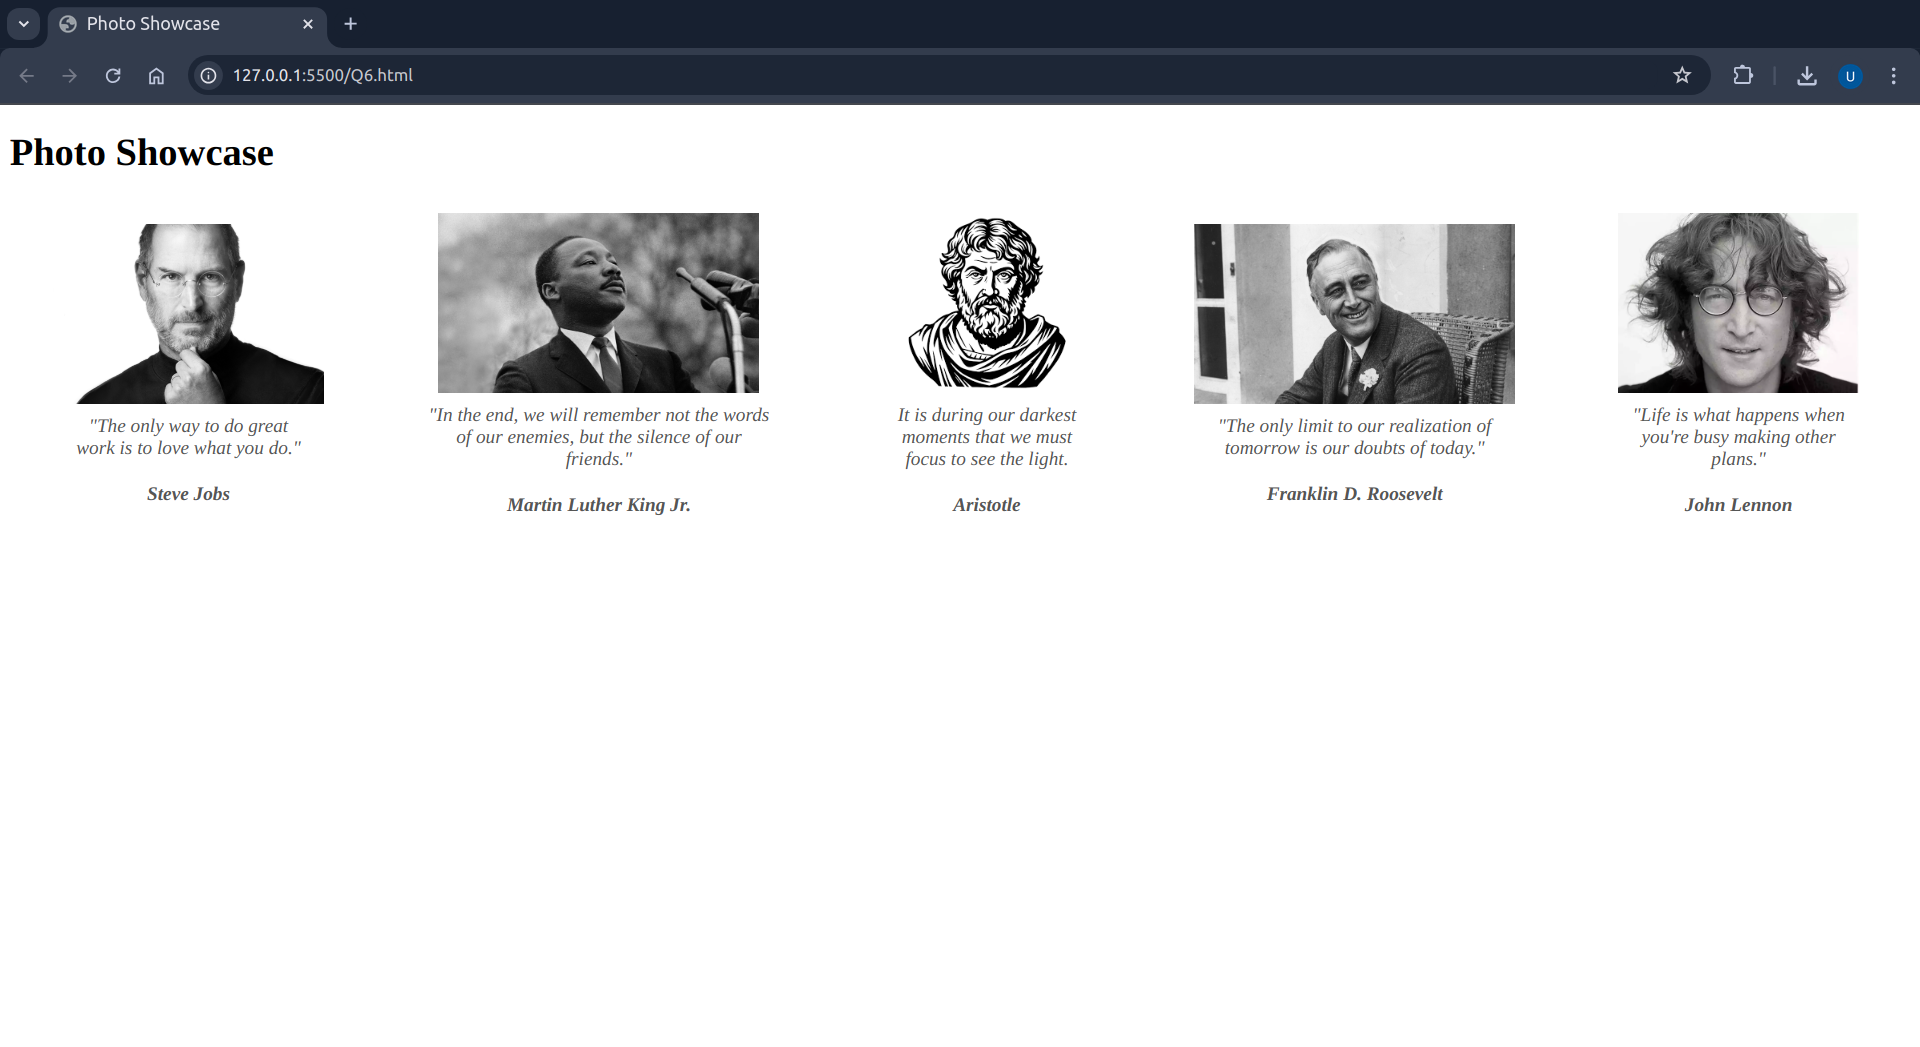 Photo Showcase
127.0.0.1:5500/Q6.html
U
Photo Showcase
"The only way to do great
work is to love what you do."
Steve Jobs
"In the end, we will remember not the words
of our enemies, but the silence of our
friends."
Martin Luther King Jr.
It is during our darkest
moments that we must
focus to see the light.
Aristotle
"The only limit to our realization of
tomorrow is our doubts of today."
Franklin D. Roosevelt
"Life is what happens when
you're busy making other
plans."
John Lennon